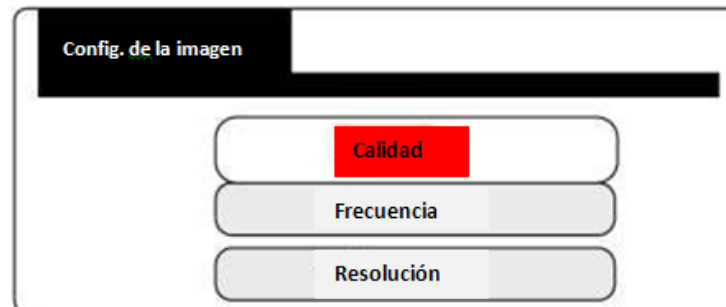 Config. de la imagen
Calidad
Frecuencia
Resolución